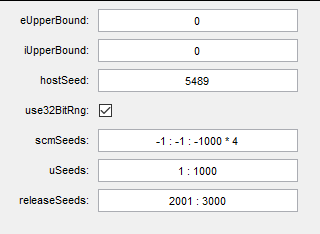 eUpperBound: 0
iUpperBound: 0
hostSeed: 5489
use32BitRng:
scmSeeds: -1 : -1 : -1000 * 4
uSeeds: 1 : 1000
releaseSeeds: 2001 : 3000